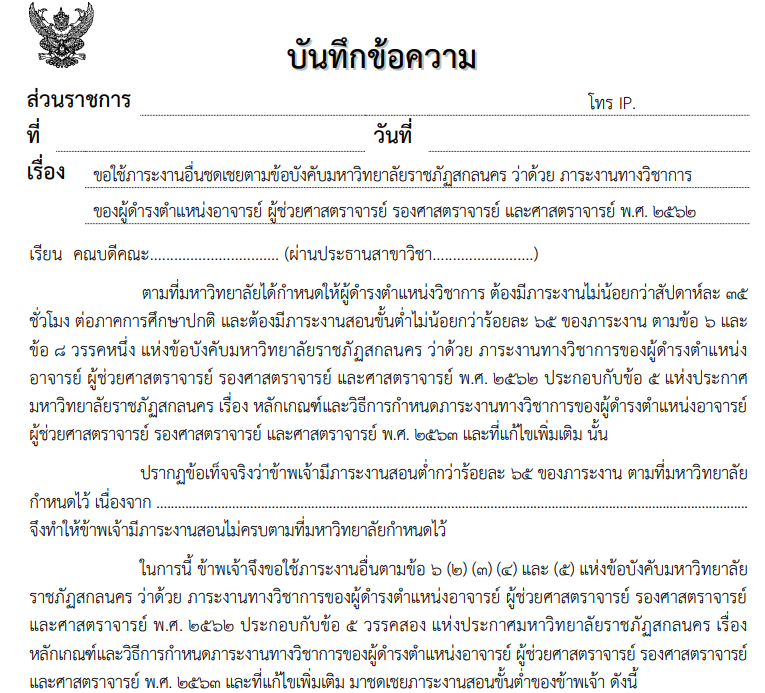 บันทึกข้อความ
ส่วนราชการ โทร IP.
ที่ วันที่
เรื่อง ขอใช้ภาระงานอื่นชดเชยตามข้อบังคับมหาวิทยาลัยราชภัฏสกลนคร ว่าด้วย ภาระงานทางวิชาการ
ของผู้ดำรงตำแหน่งอาจารย์ ผู้ช่วยศาสตราจารย์ รองศาสตราจารย์ และศาสตราจารย์ พ.ศ. ๒๕๖๒
เรียน คณบดีคณะ................................ (ผ่านประธานสาขาวิชา.........................)
ตามที่มหาวิทยาลัยได้กำหนดให้ผู้ดำรงตำแหน่งวิชาการ ต้องมีภาระงานไม่น้อยกว่าสัปดาห์ละ ๓๕
ชั่วโมง ต่อภาคการศึกษาปกติ และต้องมีภาระงานสอนขั้นต่ำไม่น้อยกว่าร้อยละ ๖๕ ของภาระงาน ตามข้อ ๖ และ
ข้อ ๘ วรรคหนึ่ง แห่งข้อบังคับมหาวิทยาลัยราชภัฏสกลนคร ว่าด้วย ภาระงานทางวิชาการของผู้ดำรงตำแหน่ง
อาจารย์ ผู้ช่วยศาสตราจารย์ รองศาสตราจารย์ และศาสตราจารย์ พ.ศ. ๒๕๖๒ ประกอบกับข้อ ๕ แห่งประกาศ
มหาวิทยาลัยราชภัฏสกลนคร เรื่อง หลักเกณฑ์และวิธีการกำหนดภาระงานทางวิชาการของผู้ดำรงตำแหน่งอาจารย์
ผู้ช่วยศาสตราจารย์ รองศาสตราจารย์ และศาสตราจารย์ พ.ศ. ๒๕๖๓ และที่แก้ไขเพิ่มเติม นั้น
ปรากฏข้อเท็จจริงว่าข้าพเจ้ามีภาระงานสอนต่ำกว่าร้อยละ ๖๕ ของภาระงาน ตามที่มหาวิทยาลัย
กำหนดไว้ เนื่องจาก ....................................................................................................
จึงทำให้ข้าพเจ้ามีภาระงานสอนไม่ครบตามที่มหาวิทยาลัยกำหนดไว้
ในการนี้ ข้าพเจ้าจึงขอใช้ภาระงานอื่นตามข้อ ๖ (๒) (๓) (๔) และ (๕) แห่งข้อบังคับมหาวิทยาลัย
ราชภัฏสกลนคร ว่าด้วย ภาระงานทางวิชาการของผู้ดำรงตำแหน่งอาจารย์ ผู้ช่วยศาสตราจารย์ รองศาสตราจารย์
และศาสตราจารย์ พ.ศ. ๒๕๖๒ ประกอบกับข้อ ๕ วรรคสอง แห่งประกาศมหาวิทยาลัยราชภัฏสกลนคร เรื่อง
หลักเกณฑ์และวิธีการกำหนดภาระงานทางวิชาการของผู้ดำรงตำแหน่งอาจารย์ ผู้ช่วยศาสตราจารย์ รองศาสตราจารย์
และศาสตราจารย์ พ.ศ. ๒๕๖๓ และที่แก้ไขเพิ่มเติม มาชดเชยภาระงานสอนขั้นต่ำของข้าพเจ้า ดังนี้